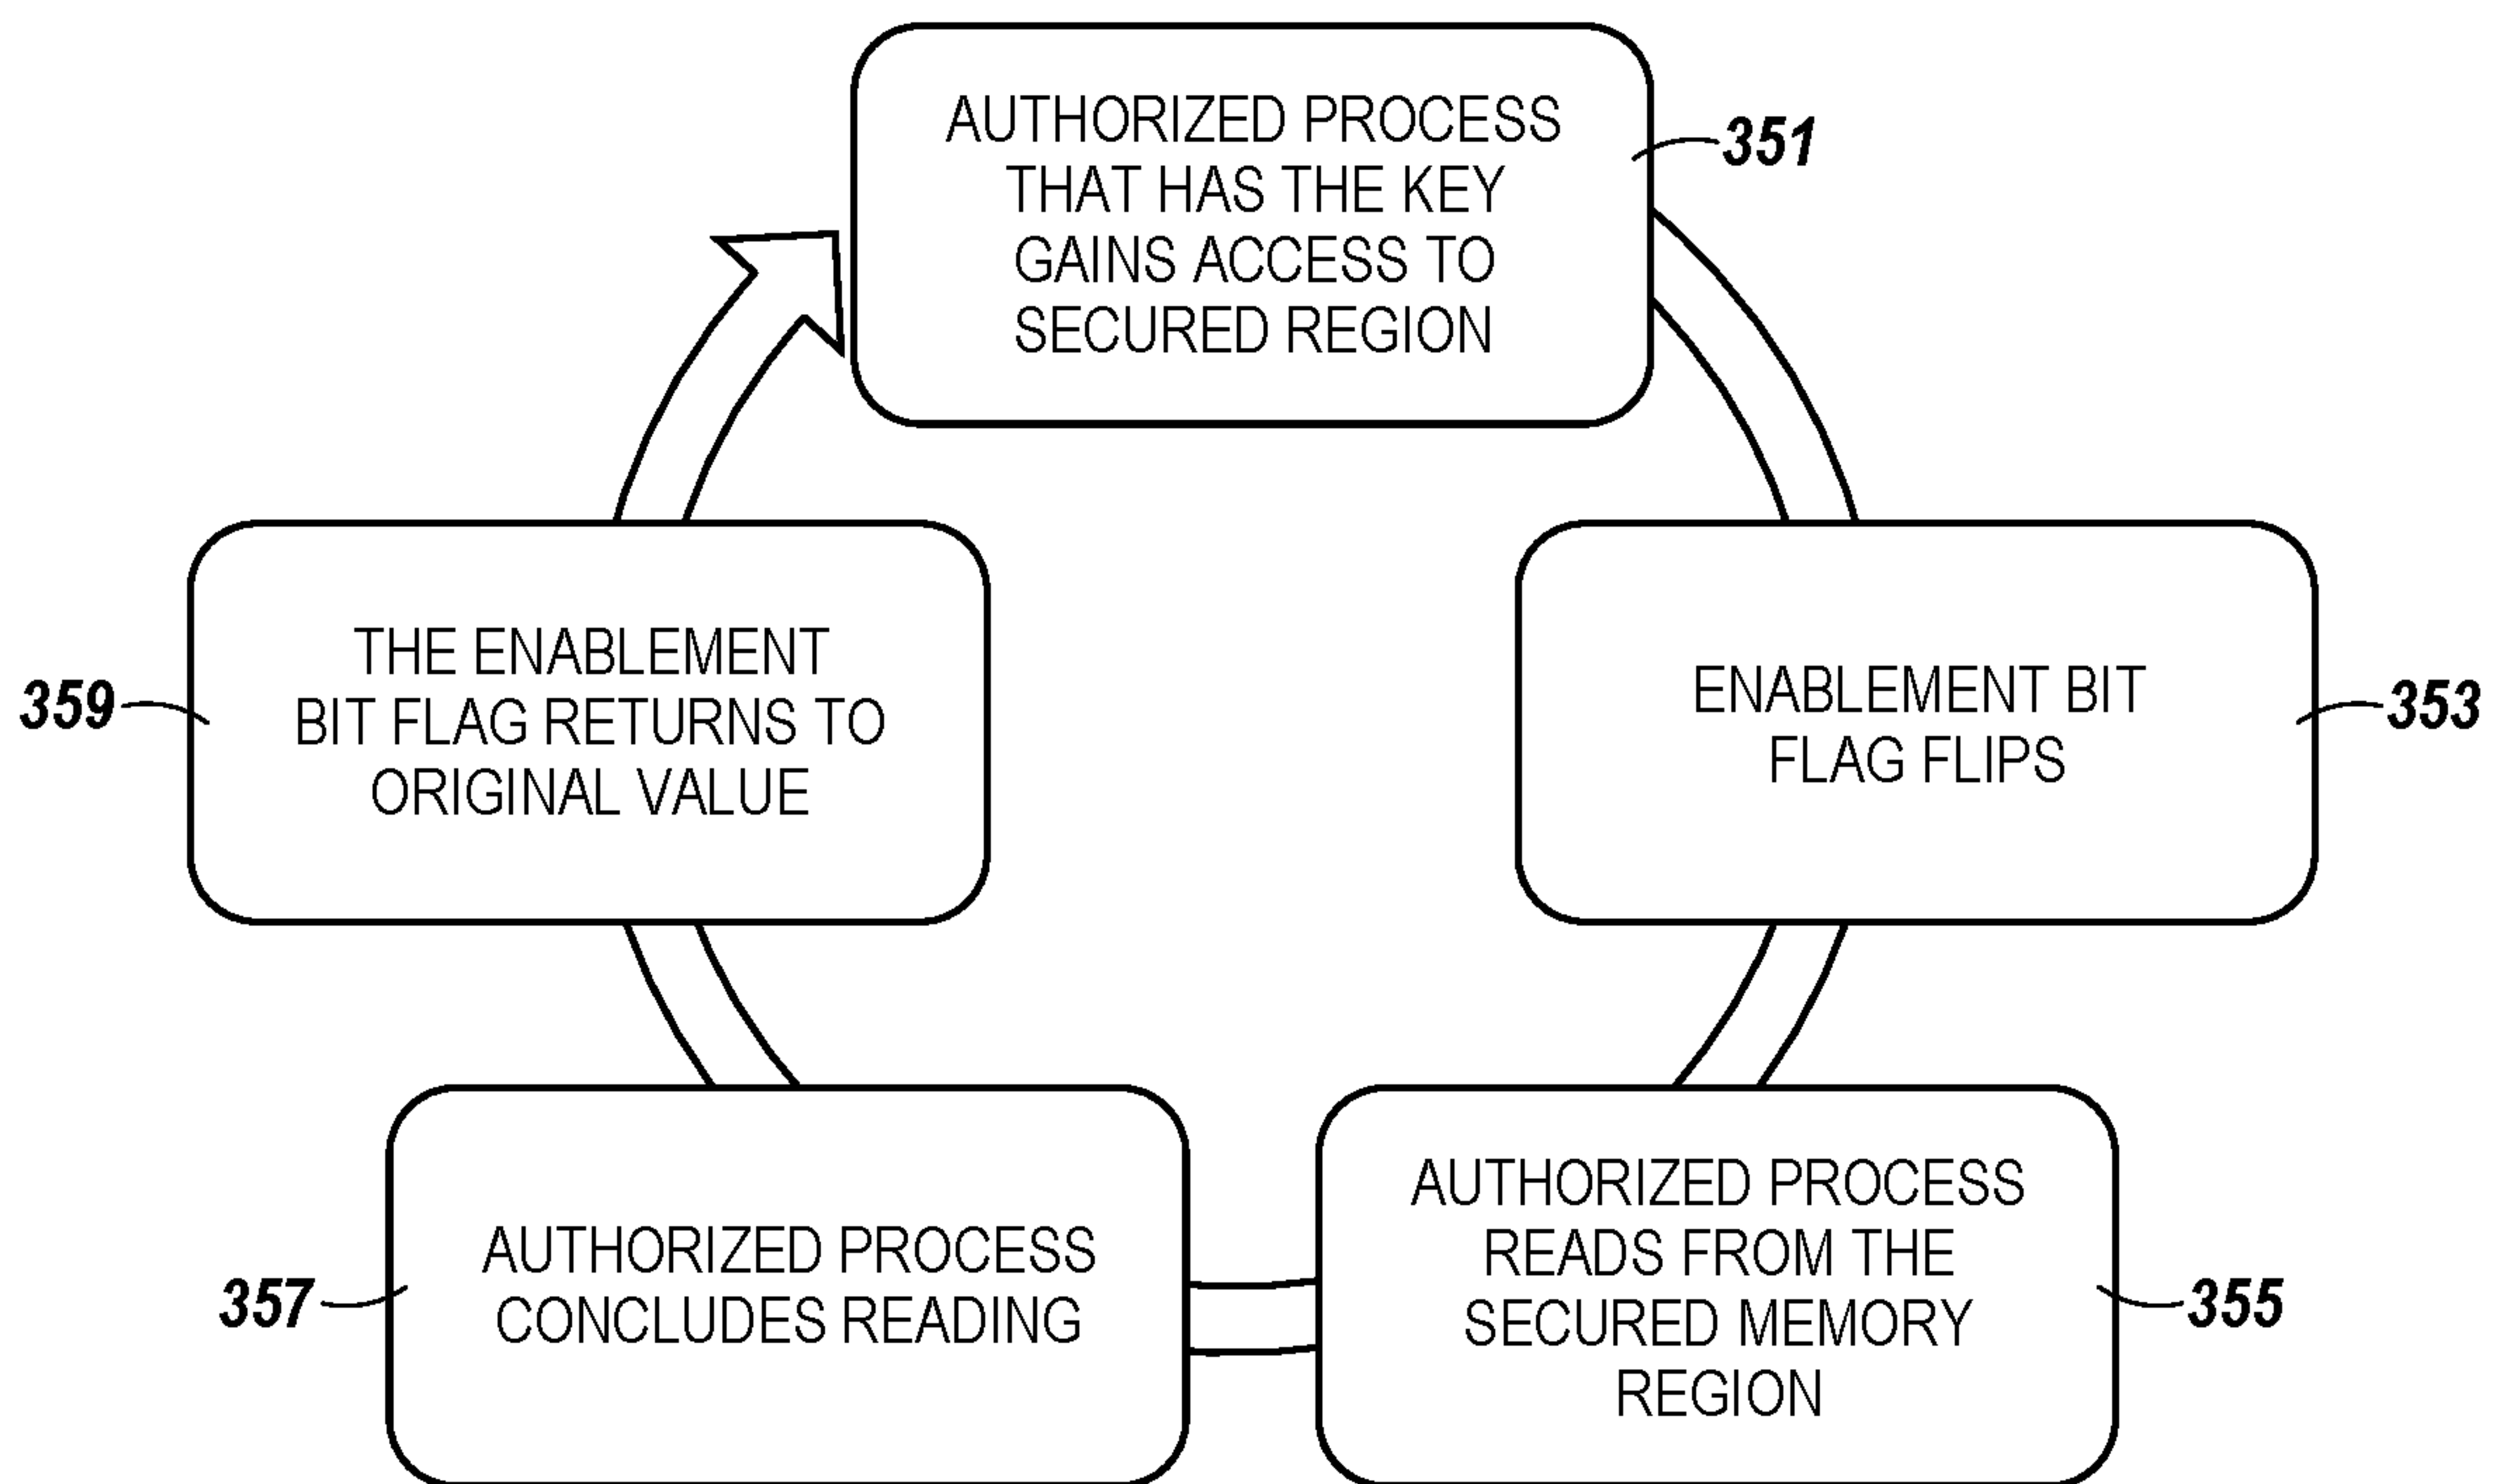 AUTHORIZED PROCESS
THAT HAS THE KEY
GAINS ACCESS TO
SECURED REGION
351
ENABLEMENT BIT
FLAG FLIPS
353
AUTHORIZED PROCESS
READS FROM THE
SECURED MEMORY
REGION
355
AUTHORIZED PROCESS
CONCLUDES READING
357
THE ENABLEMENT
BIT FLAG RETURNS TO
ORIGINAL VALUE
359